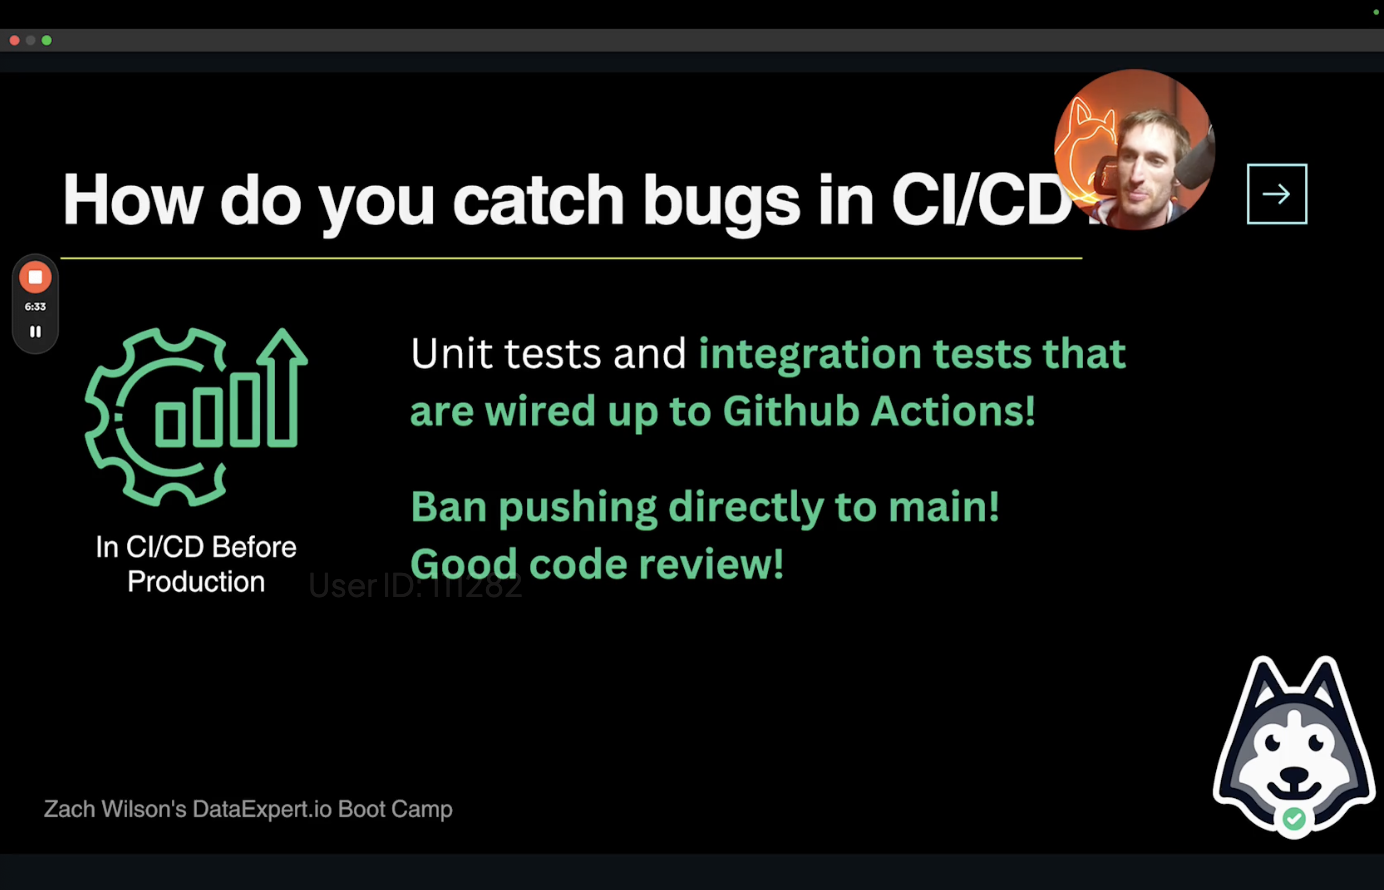 How do you catch bugs in CI/CD
6:33
Unit tests and integration tests that
are wired up to Github Actions!
Ban pushing directly to main!
Good code review!
In CI/CD Before
Production
User ID: 111282
Zach Wilson's DataExpert.io Boot Camp